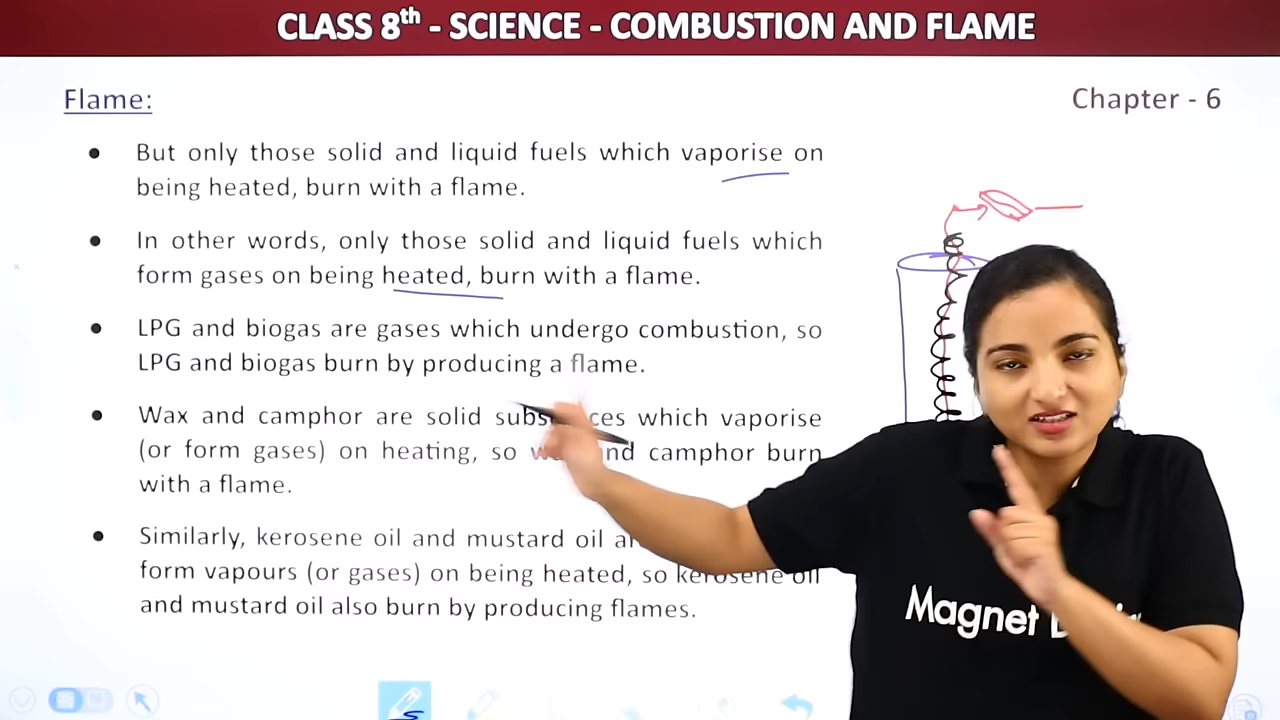 CLASS 8th - SCIENCE - COMBUSTION AND FLAME
Flame:
Chapter - 6
● But only those solid and liquid fuels which vaporise on
being heated, burn with a flame.
● In other words, only those solid and liquid fuels which
form gases on being heated, burn with a flame.
● LPG and biogas are gases which undergo combustion, so
LPG and biogas burn by producing a flame.
● Wax and camphor are solid which vaporise
(or form gases) on heating, so camphor burn
with a flame.
● Similarly, kerosene oil and mustard oil
form vapours (or gases) on being heated, so kerosene oil
and mustard oil also burn by producing flames.
Magnet